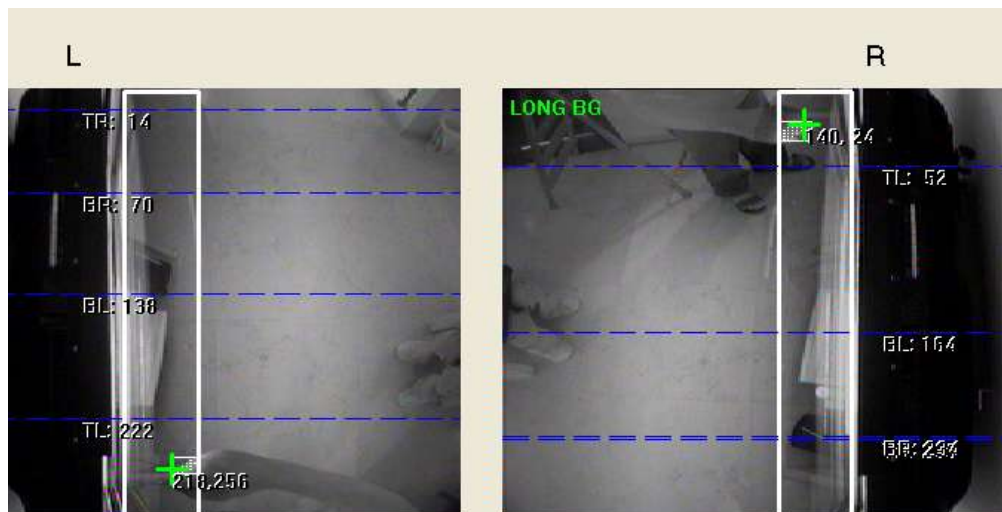 L
R
TR: 14
BR: 70
BL: 138
TL: 222
218,256
LONG BG
140, 24
TL: 52
BL: 164